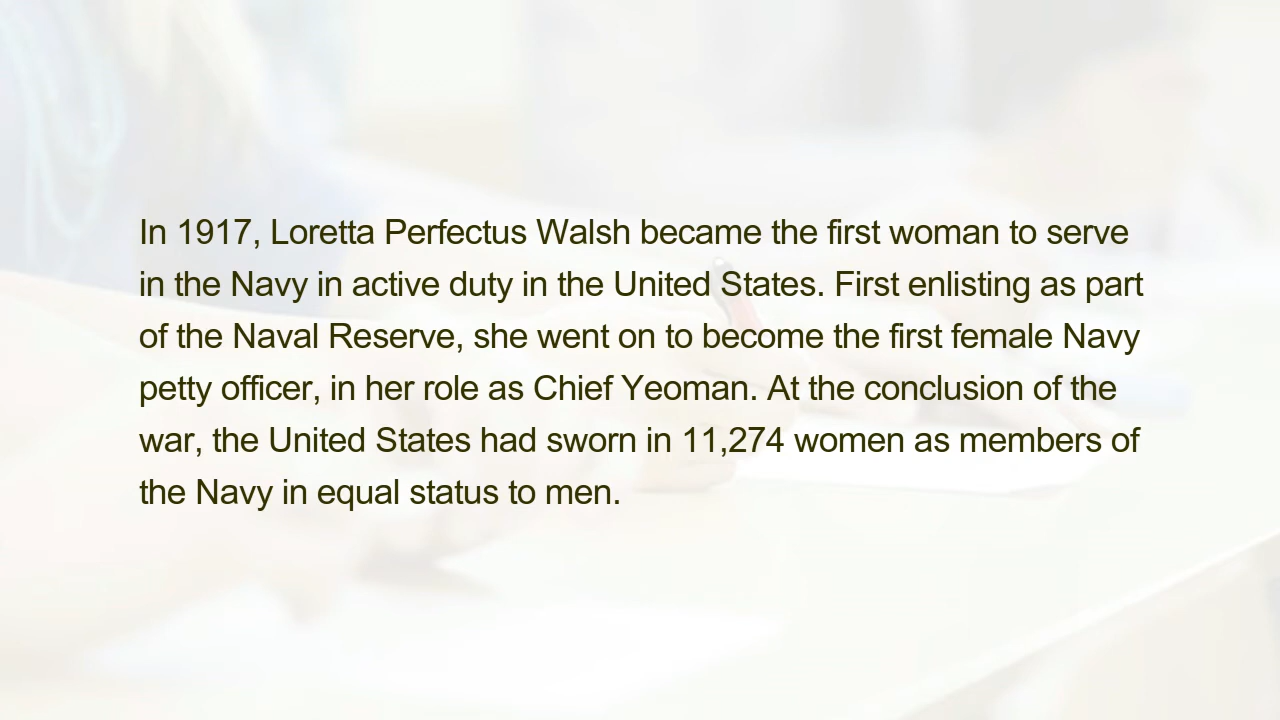 In 1917, Loretta Perfectus Walsh became the first woman to serve
in the Navy in active duty in the United States. First enlisting as part
of the Naval Reserve, she went on to become the first female Navy
petty officer, in her role as Chief Yeoman. At the conclusion of the
war, the United States had sworn in 11,274 women as members of
the Navy in equal status to men.